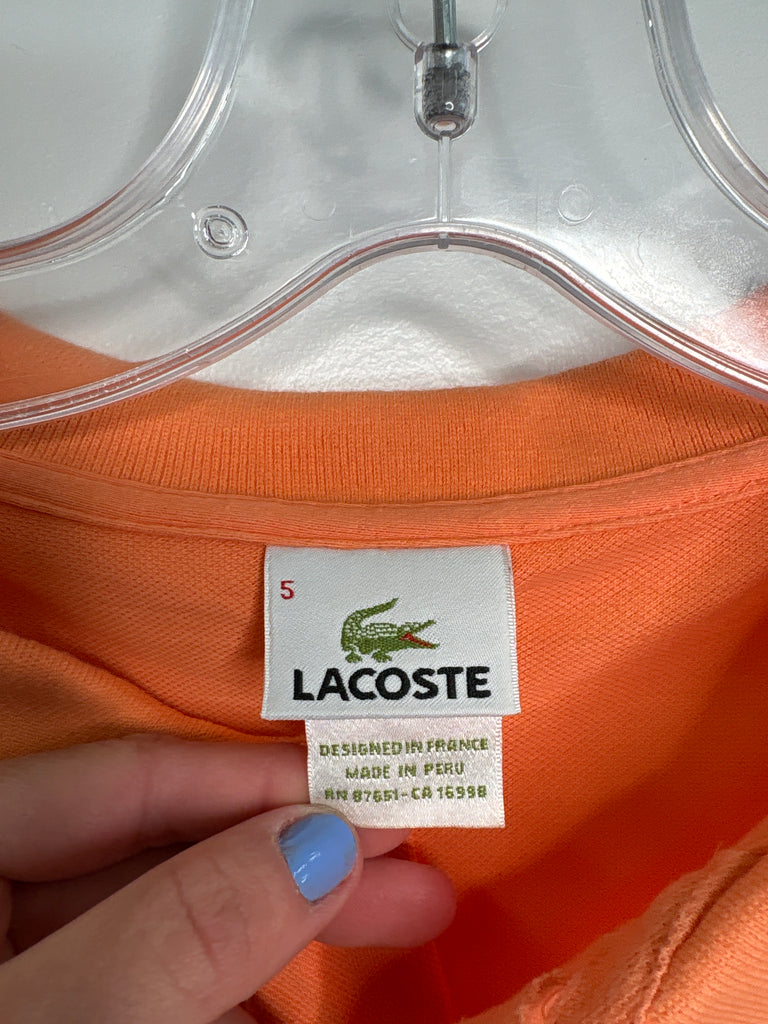 5
LACOSTE
DESIGNED IN FRANCE
MADE IN PERU
RN 87651-CA 16998